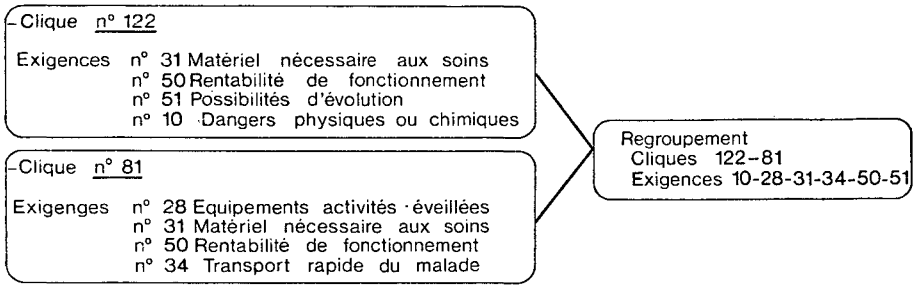 –Clique n° 122
Exigences n° 31 Matériel nécessaire aux soins
n° 50 Rentabilité de fonctionnement
n° 51 Possibilités d'évolution
n° 10 Dangers physiques ou chimiques
–Clique n° 81
Exigenges n° 28 Equipements activités éveillées
n° 31 Matériel nécessaire aux soins
n° 50 Rentabilité de fonctionnement
n° 34 Transport rapide du malade
Regroupement
Cliques 122–81
Exigences 10-28-31-34-50-51